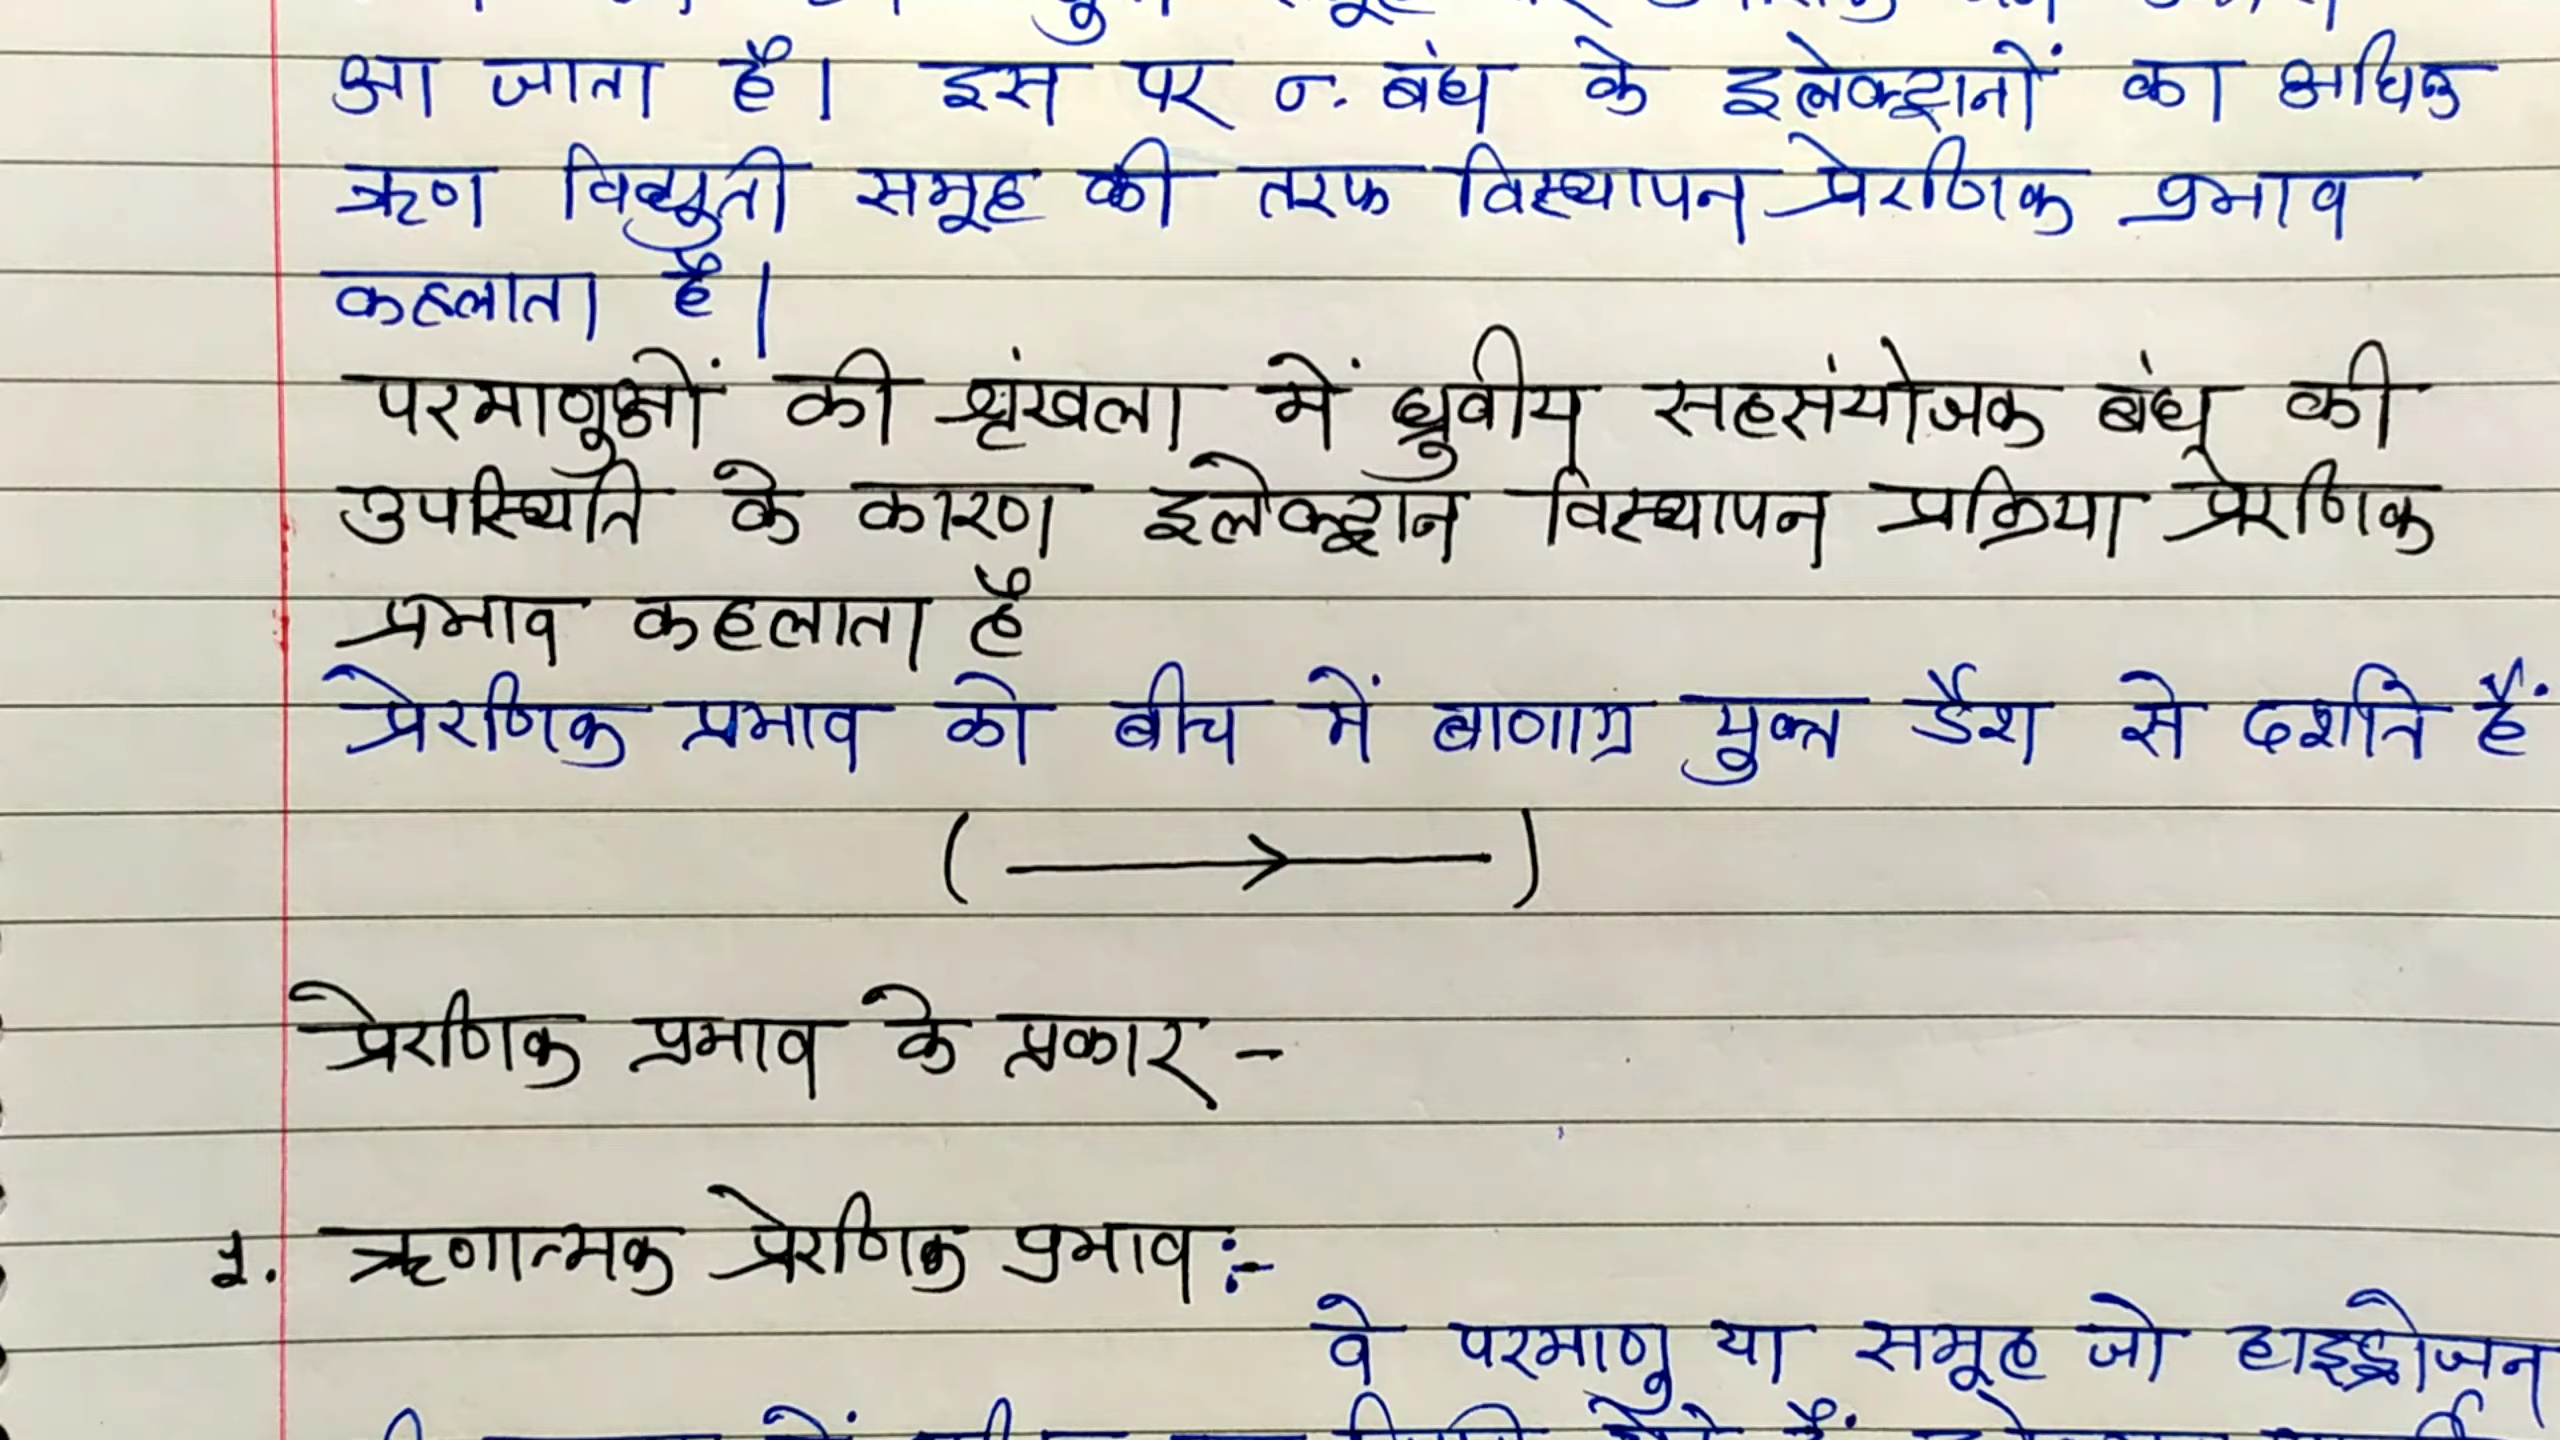 आ जाता है। इस पर σ- बंध के इलेक्ट्रानों का अधिक
ऋण विद्युती समूह की तरफ विस्थापन प्रेरणिक प्रभाव
कहलाता है।
परमाणुओं की श्रृंखला में ध्रुवीय सहसंयोजक बंध की
उपस्थिति के कारण इलेक्ट्रान विस्थापन प्रक्रिया प्रेरणिक
प्रभाव कहलाता है
प्रेरणिक प्रभाव को बीच में बाणाग्र युक्त डैश से दर्शाते हैं
(⟶)
प्रेरणिक प्रभाव के प्रकार -
1. ऋणात्मक प्रेरणिक प्रभाव :-
वे परमाणु या समूह जो हाइड्रोजन